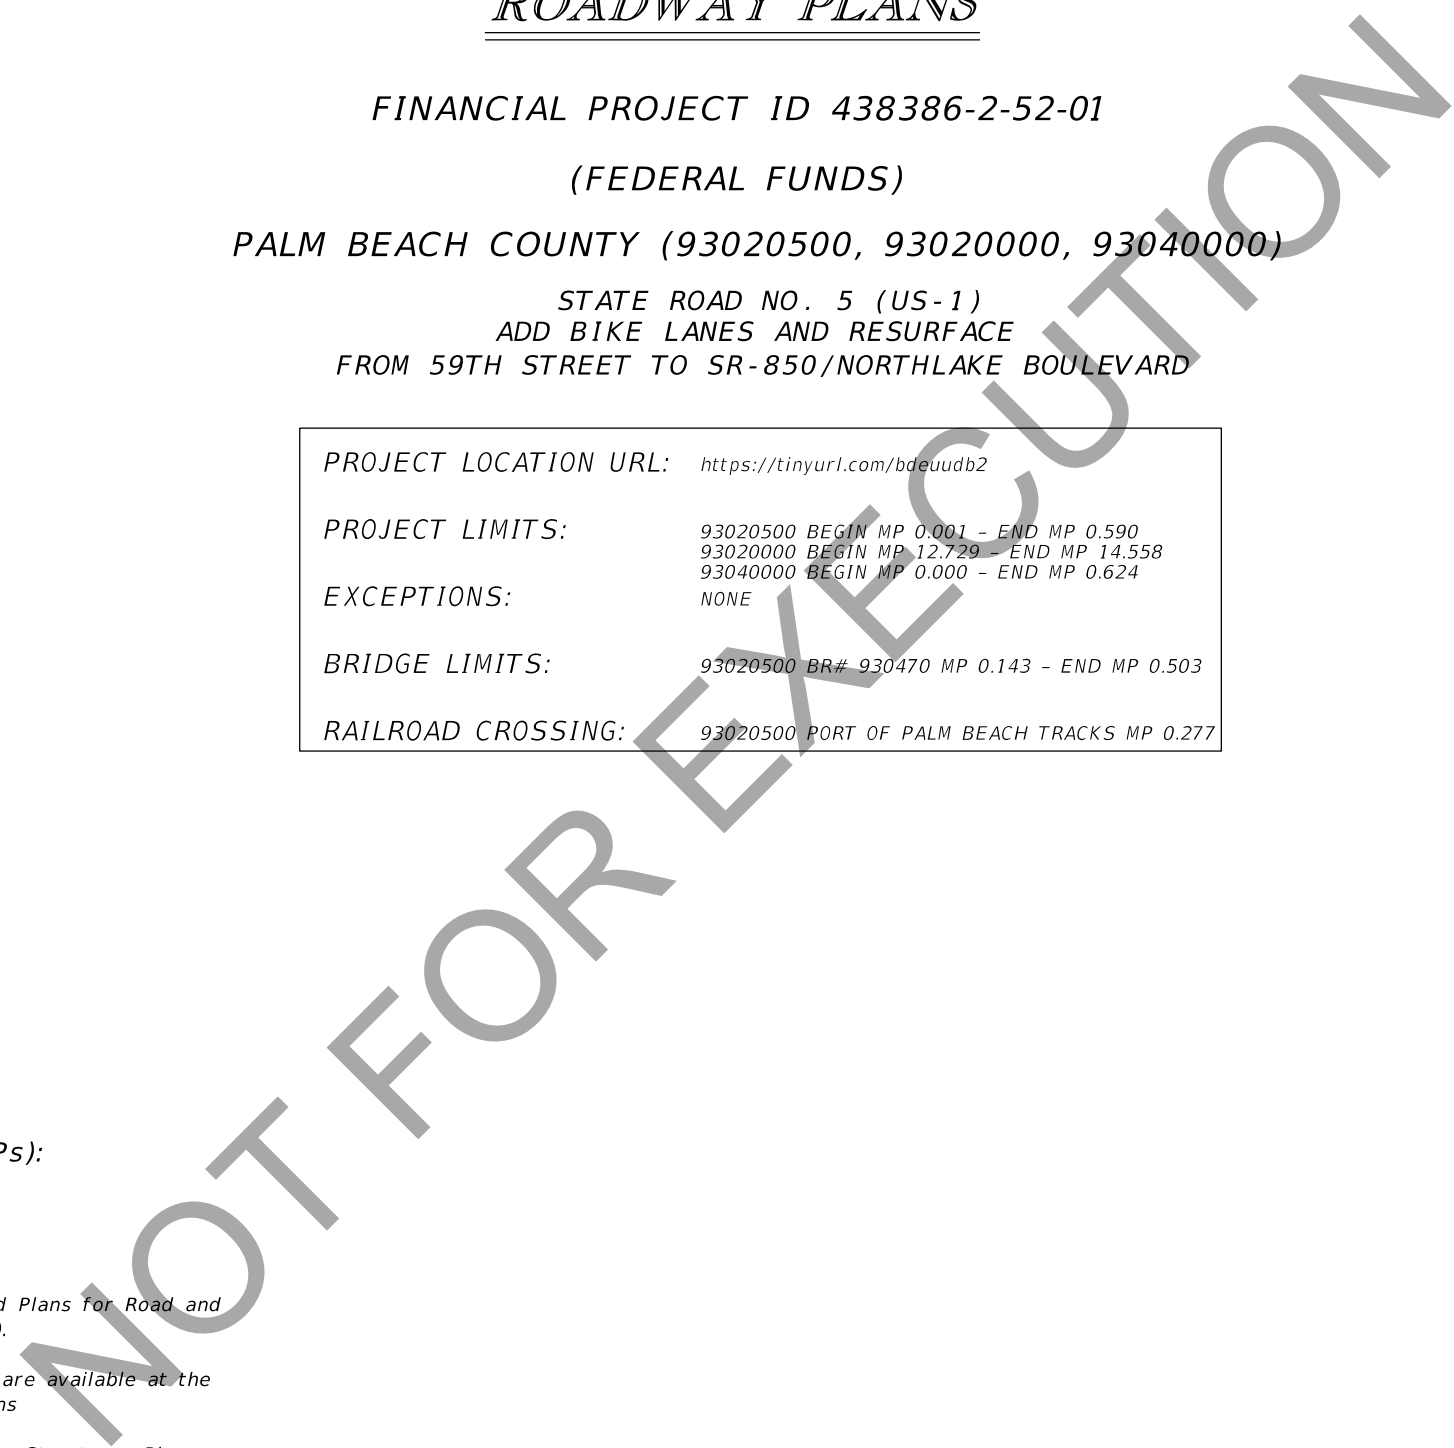 ROADWAY PLANS
FINANCIAL PROJECT ID 438386-2-52-01
(FEDERAL FUNDS)
PALM BEACH COUNTY (93020500, 93020000, 93040000)
STATE ROAD NO. 5 (US-1)
ADD BIKE LANES AND RESURFACE
FROM 59TH STREET TO SR-850/NORTHLAKE BOULEVARD
PROJECT LOCATION URL: https://tinyurl.com/bdeuudb2
PROJECT LIMITS: 93020500 BEGIN MP 0.001 – END MP 0.590
93020000 BEGIN MP 12.729 – END MP 14.558
93040000 BEGIN MP 0.000 – END MP 0.624
EXCEPTIONS: NONE
BRIDGE LIMITS: 93020500 BR# 930470 MP 0.143 – END MP 0.503
RAILROAD CROSSING: 93020500 PORT OF PALM BEACH TRACKS MP 0.277
NOT FOR EXECUTION
Ps):
d Plans for Road and
are available at the
ns